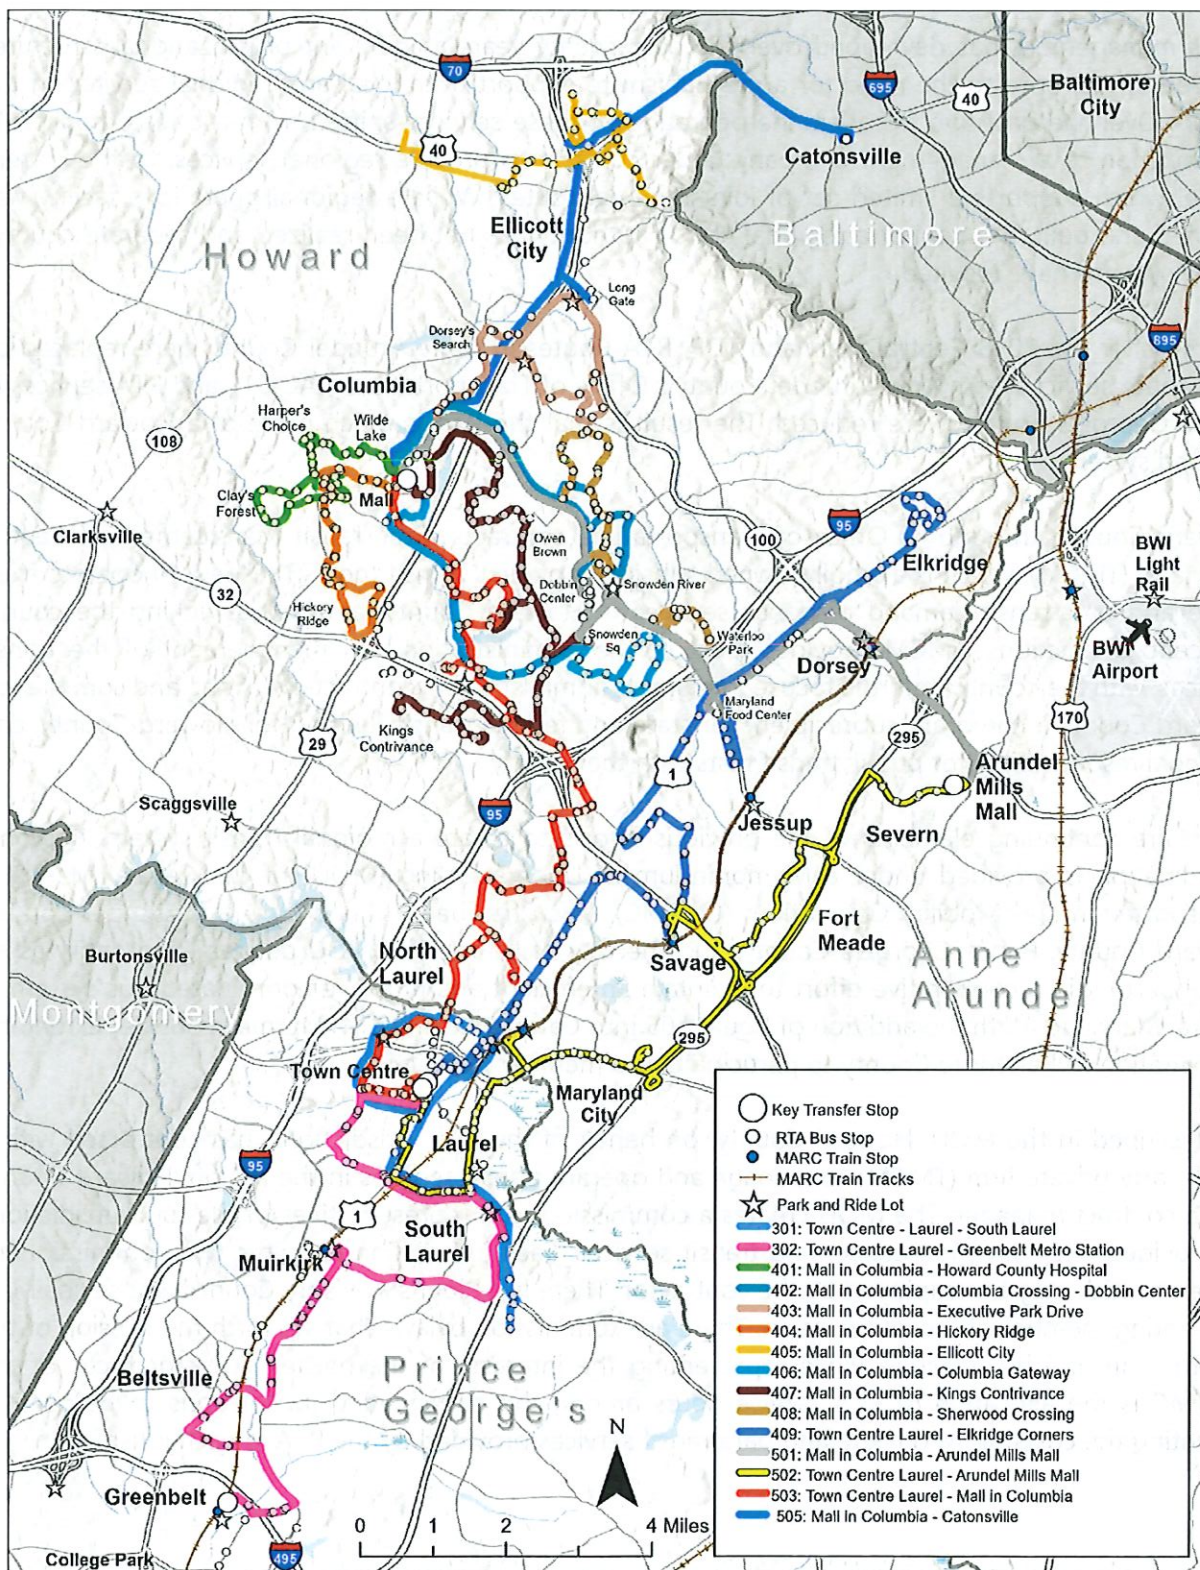 70
695
40
Baltimore
City
40
Catonsville
Ellicott
City
Baltimore
Howard
Long
Gate
Dorsey's
Search
895
Columbia
Harper's
Choice
Wilde
Lake
108
Mall
Clay's
Forest
Clarksville
Owen
Brown
95
100
Elkridge
BWI
Light
Rail
32
Dobbin
Center
Snowden River
Hickory
Ridge
Snowden
Sq
Waterloo
Park
Dorsey
BWI
Airport
Maryland
Food Center
Kings
Contrivance
29
170
295
1
Arundel
Mills
Mall
Scaggsville
95
Jessup
Severn
Fort
Meade
North
Laurel
Burtonsville
Savage
Anne
Arundel
Montgomery
295
Town Centre
Maryland
City
Laurel
95
1
South
Laurel
Muirkirk
Beltsville
Prince
George's
Greenbelt
College Park
495
N
0 1 2 4 Miles
Key Transfer Stop
RTA Bus Stop
MARC Train Stop
MARC Train Tracks
Park and Ride Lot
301: Town Centre - Laurel - South Laurel
302: Town Centre Laurel - Greenbelt Metro Station
401: Mall in Columbia - Howard County Hospital
402: Mall in Columbia - Columbia Crossing - Dobbin Center
403: Mall in Columbia - Executive Park Drive
404: Mall in Columbia - Hickory Ridge
405: Mall in Columbia - Ellicott City
406: Mall in Columbia - Columbia Gateway
407: Mall in Columbia - Kings Contrivance
408: Mall in Columbia - Sherwood Crossing
409: Town Centre Laurel - Elkridge Corners
501: Mall in Columbia - Arundel Mills Mall
502: Town Centre Laurel - Arundel Mills Mall
503: Town Centre Laurel - Mall in Columbia
505: Mall in Columbia - Catonsville